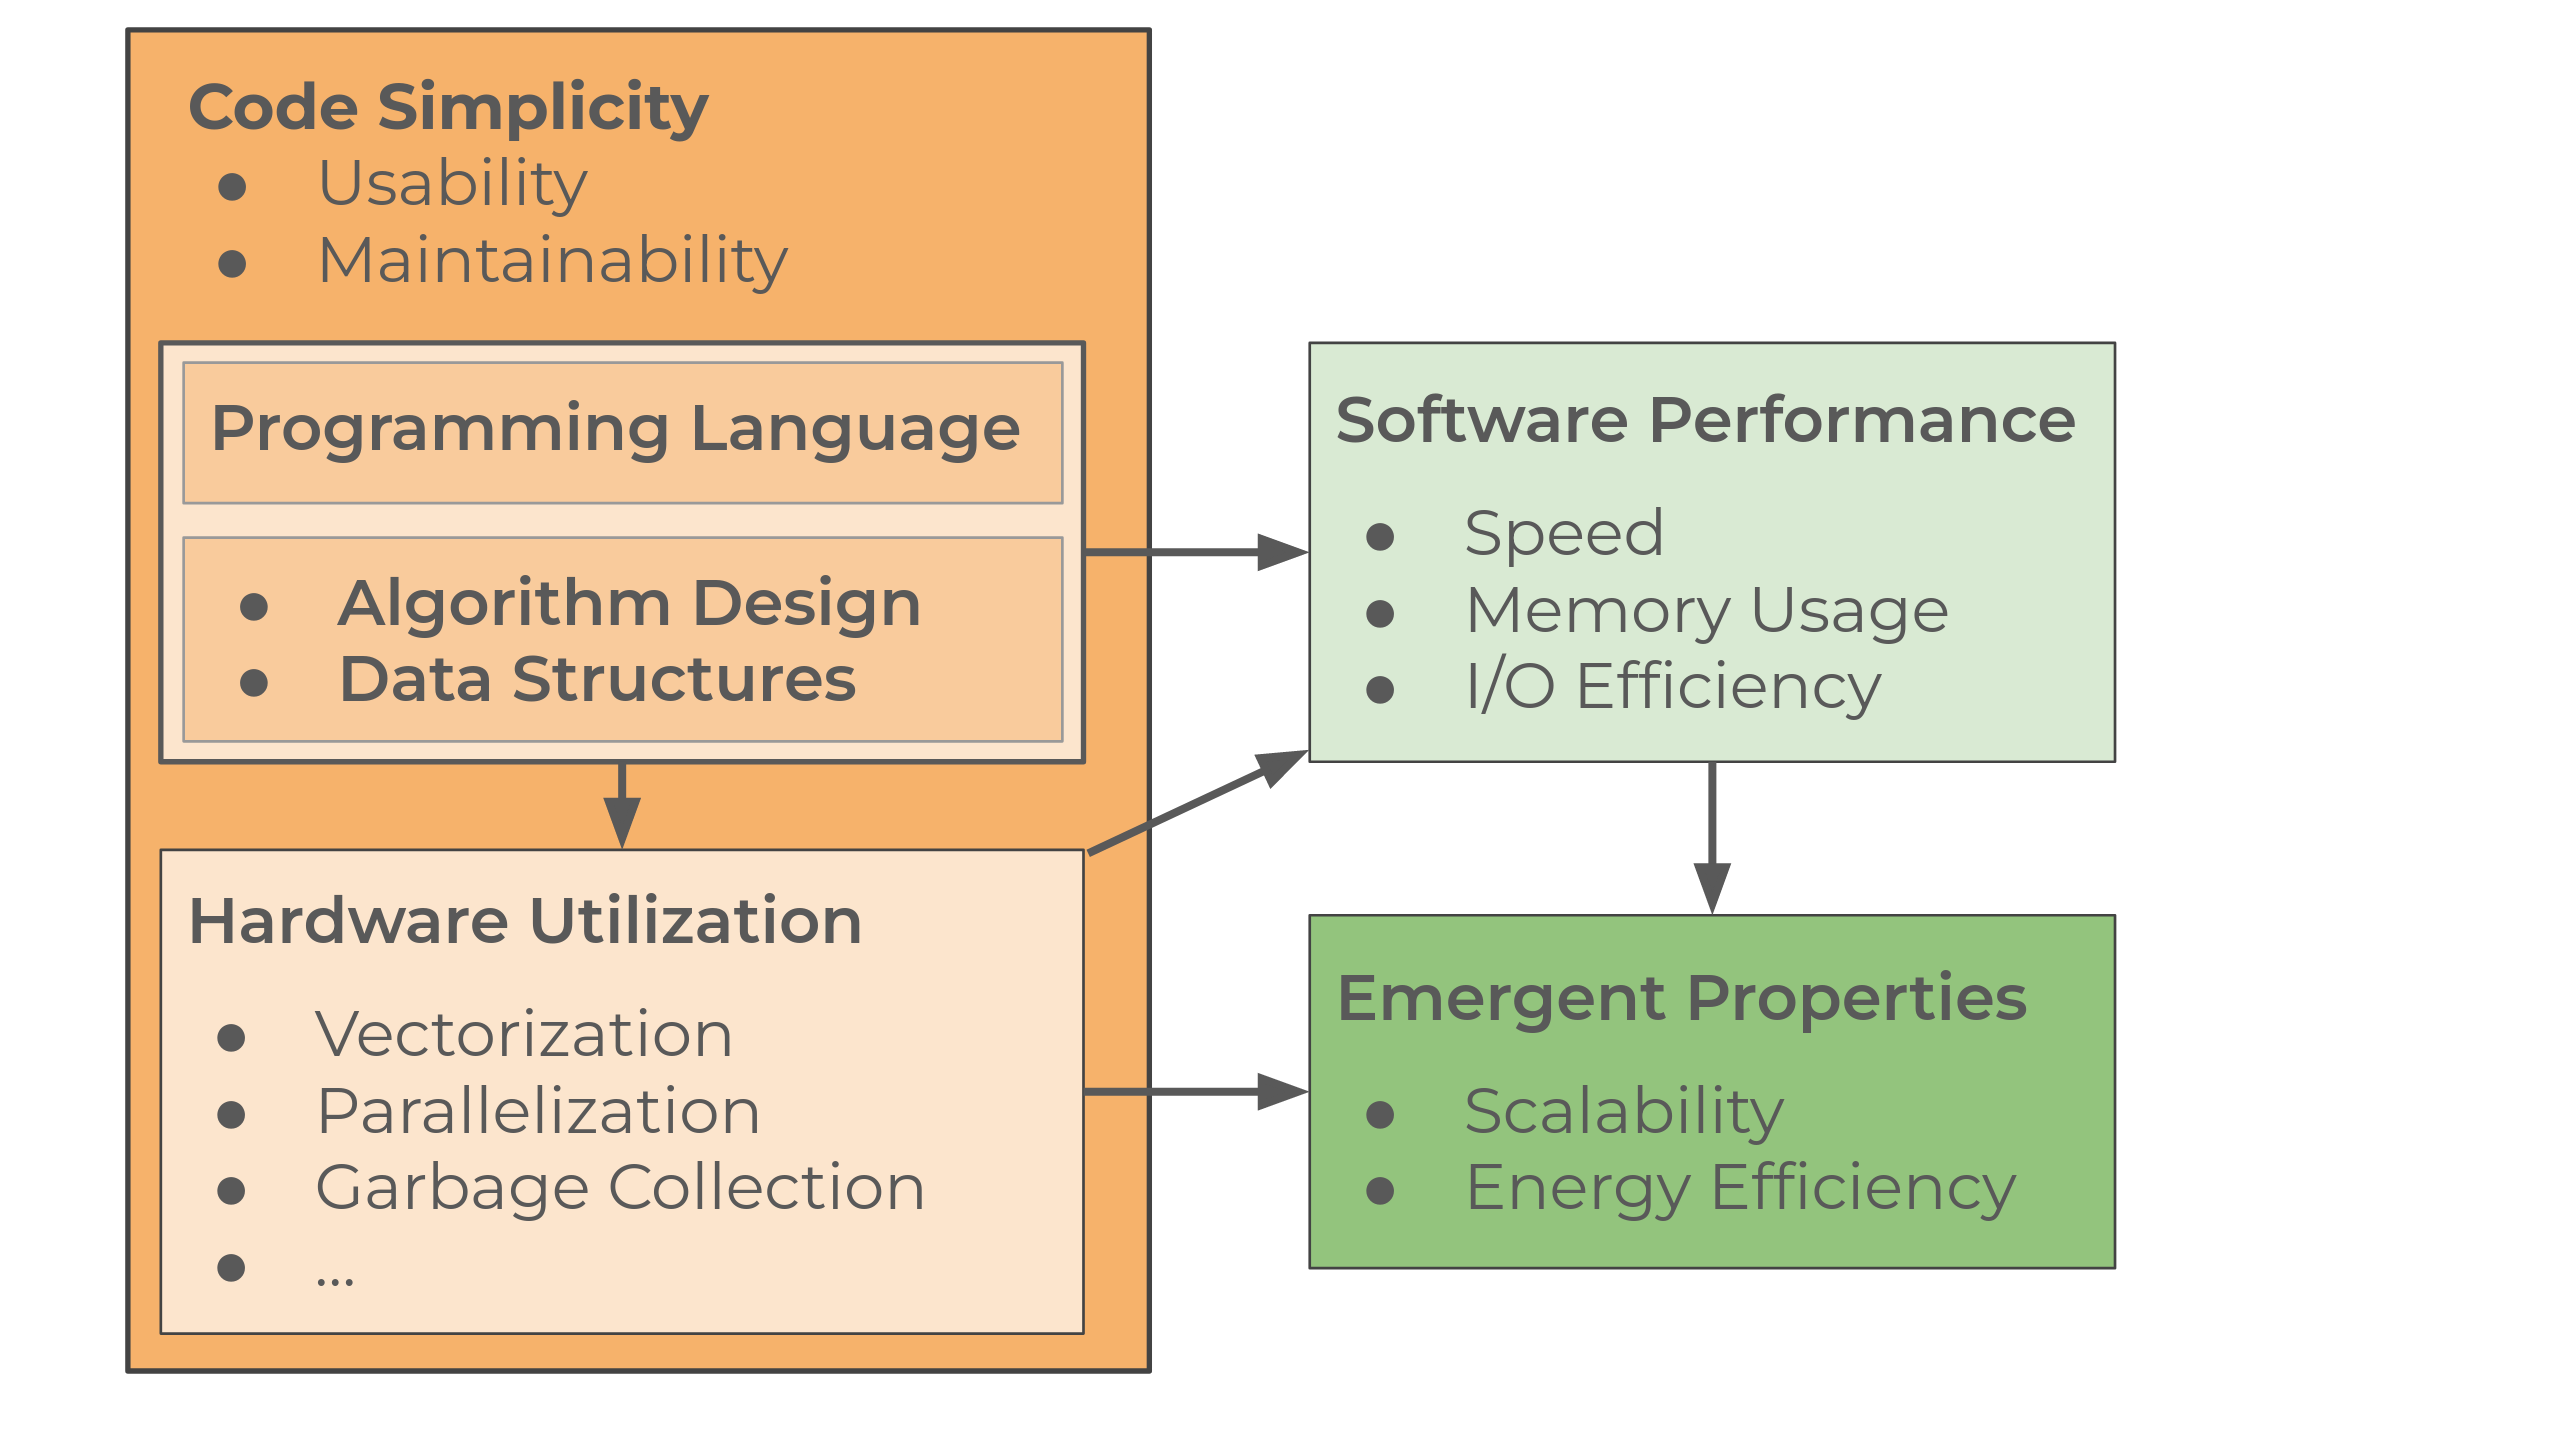 Code Simplicity
● Usability
● Maintainability
Programming Language
● Algorithm Design
● Data Structures
Hardware Utilization
● Vectorization
● Parallelization
● Garbage Collection
● ...
Software Performance
● Speed
● Memory Usage
● I/O Efficiency
Emergent Properties
● Scalability
● Energy Efficiency